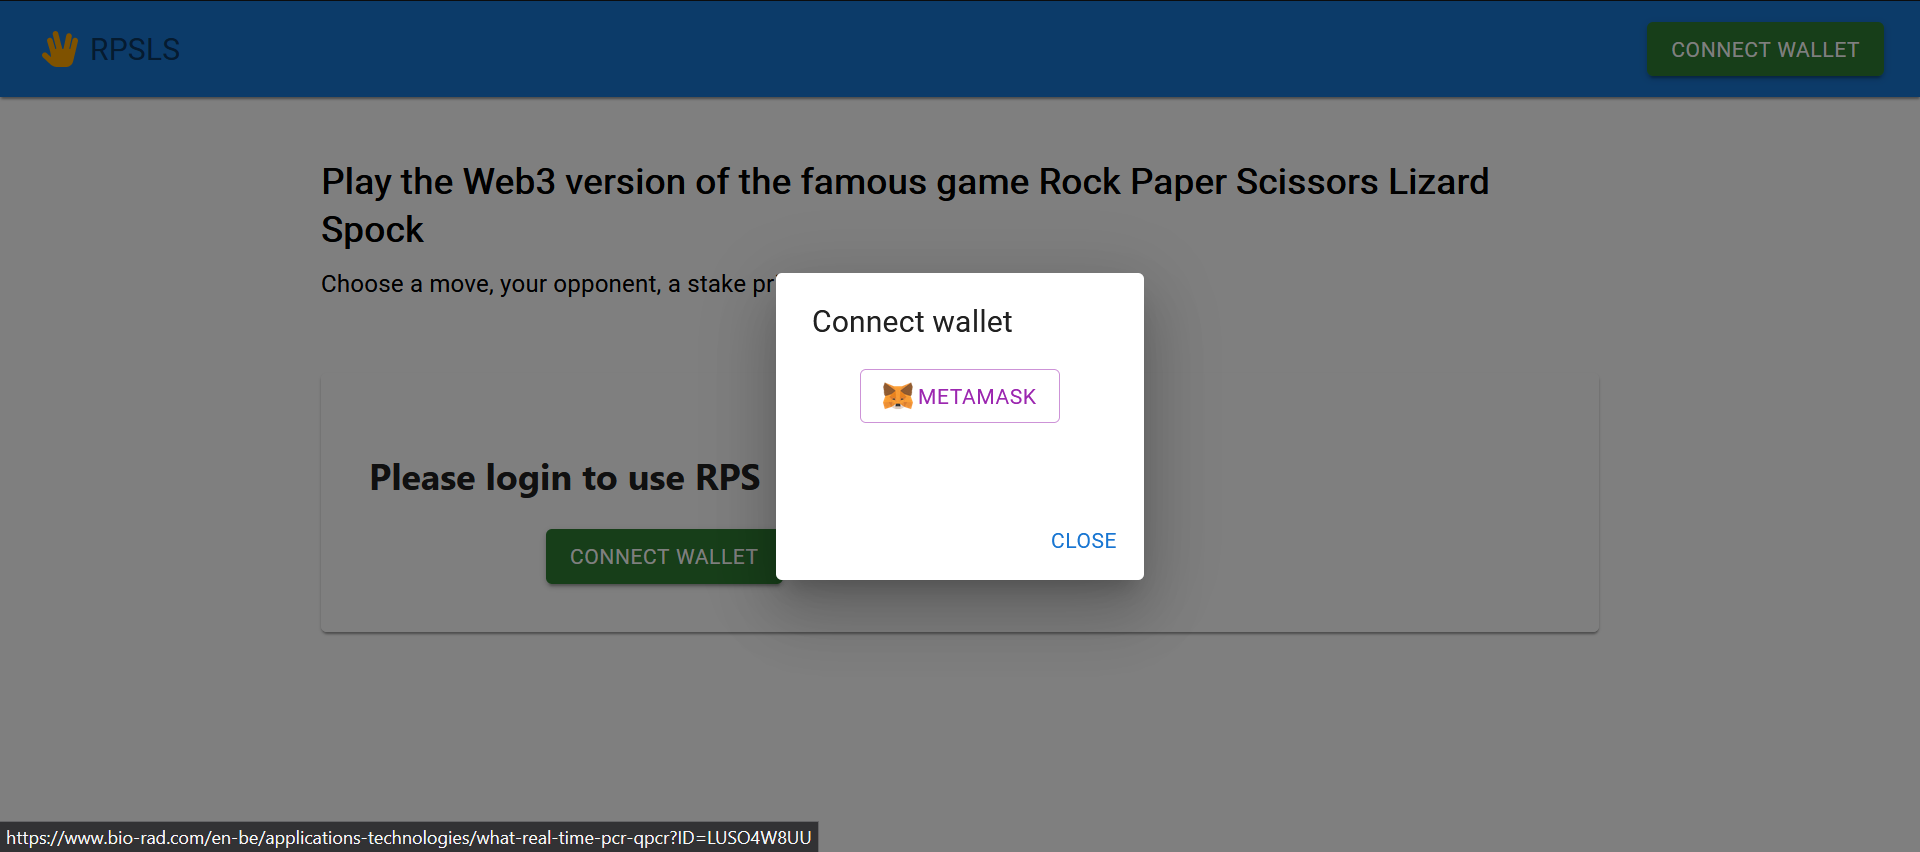 RPSLS
CONNECT WALLET
Play the Web3 version of the famous game Rock Paper Scissors Lizard
Spock
Choose a move, your opponent, a stake pr
Connect wallet
METAMASK
CLOSE
Please login to use RPS
CONNECT WALLET
https://www.bio-rad.com/en-be/applications-technologies/what-real-time-pcr-qpcr?ID=LUSO4W8UU